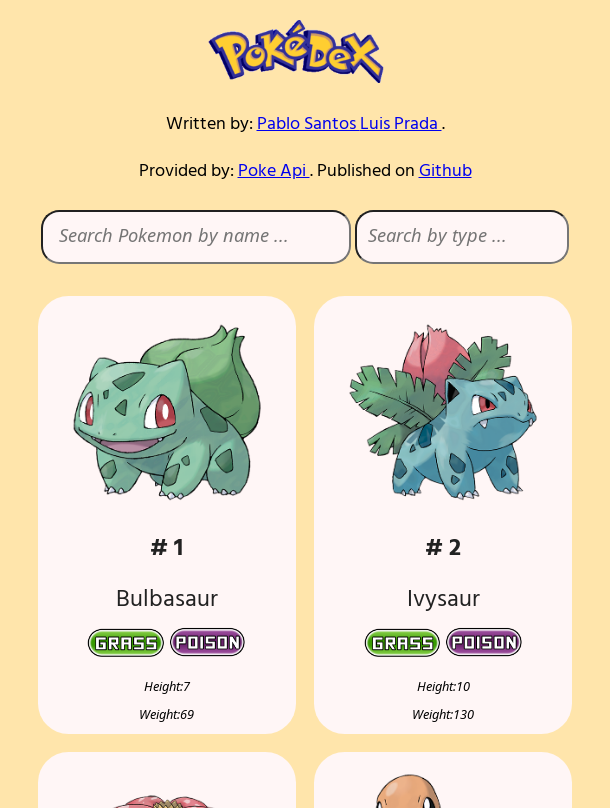 PoKéDeX
Written by: Pablo Santos Luis Prada .
Provided by: Poke Api . Published on Github
Search Pokemon by name ... Search by type ...
# 1 # 2
Bulbasaur Ivysaur
GRASS POISON GRASS POISON
Height:7 Height:10
Weight:69 Weight:130